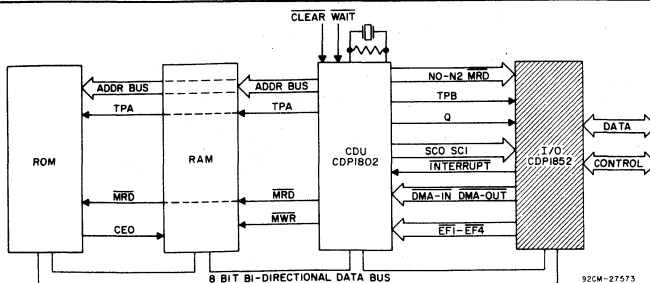 CLEAR WAIT
ADDR BUS
ADDR BUS
NO-N2 MRD
TPA
TPA
TPB
Q
DATA
ROM
RAM
CDU
CDP1802
I/O
CDP1852
SCO SCI
CONTROL
INTERRUPT
MRD
MRD
DMA-IN DMA-OUT
MWR
CEO
EF1-EF4
8 BIT BI-DIRECTIONAL DATA BUS
92CM-27573